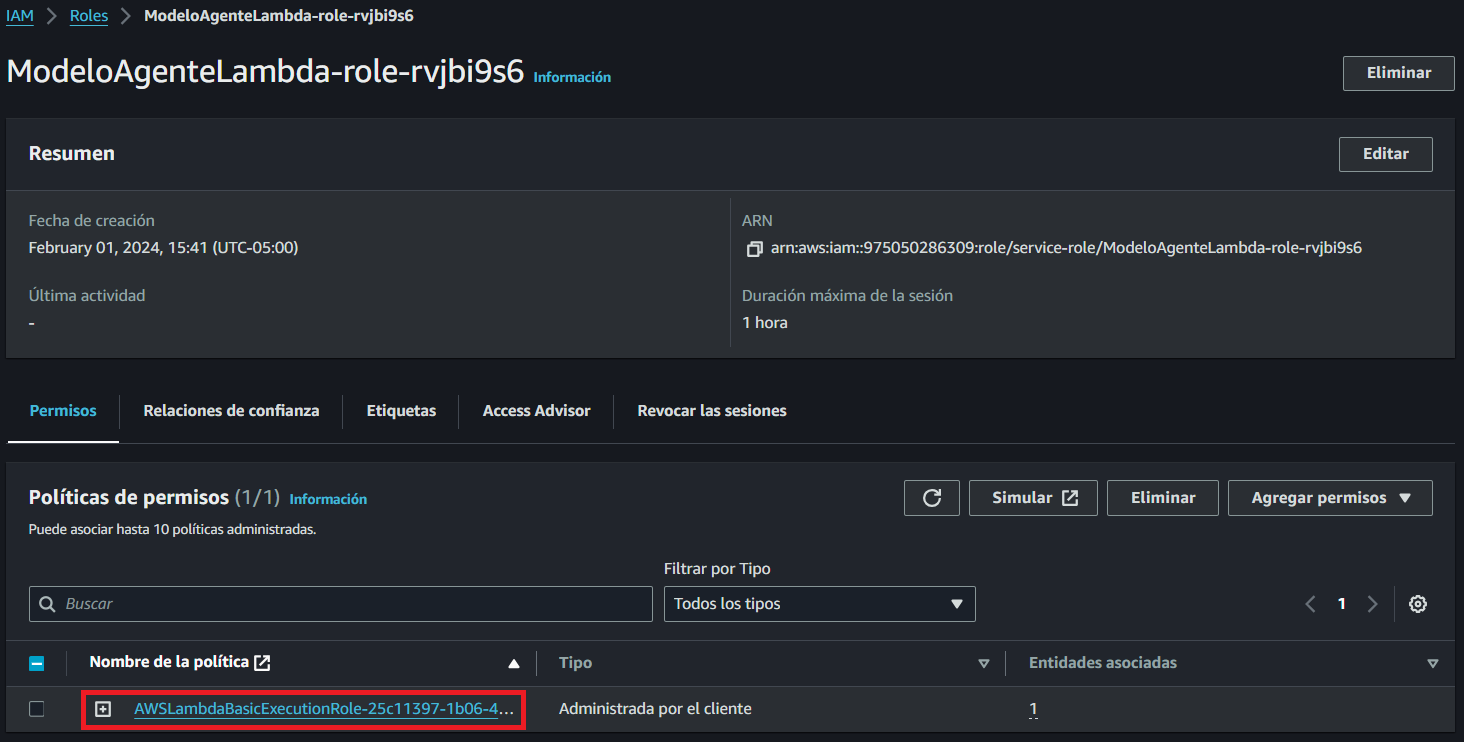 IAM > Roles > ModeloAgenteLambda-role-rvjbi9s6
ModeloAgenteLambda-role-rvjbi9s6 Información
Eliminar
Resumen
Editar
Fecha de creación
February 01, 2024, 15:41 (UTC-05:00)
ARN
arn:aws:iam::975050286309:role/service-role/ModeloAgenteLambda-role-rvjbi9s6
Última actividad
-
Duración máxima de la sesión
1 hora
Permisos Relaciones de confianza Etiquetas Access Advisor Revocar las sesiones
Políticas de permisos (1/1) Información
Simular Eliminar Agregar permisos
Puede asociar hasta 10 políticas administradas.
Filtrar por Tipo
Buscar Todos los tipos 1
Nombre de la política Tipo Entidades asociadas
AWSLambdaBasicExecutionRole-25c11397-1b06-4... Administrada por el cliente 1